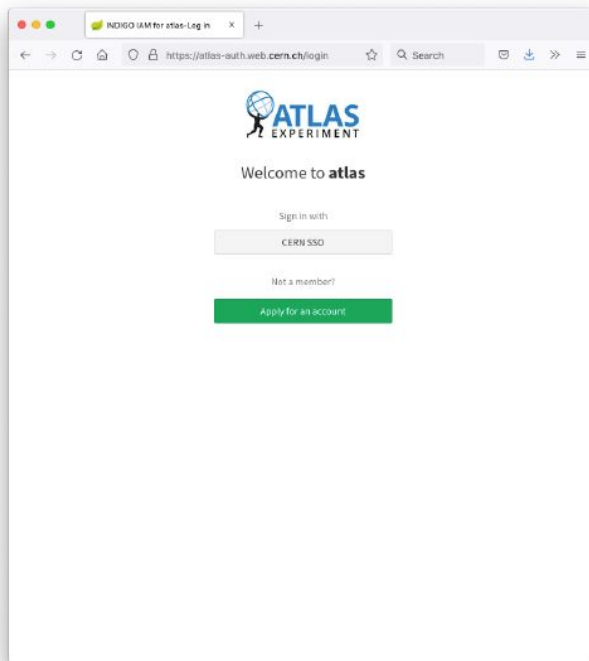 INDIGO IAM for atlas-Log in
https://atlas-auth.web.cern.ch/login
Search
ATLAS
EXPERIMENT
Welcome to atlas
Sign in with
CERN SSO
Not a member?
Apply for an account